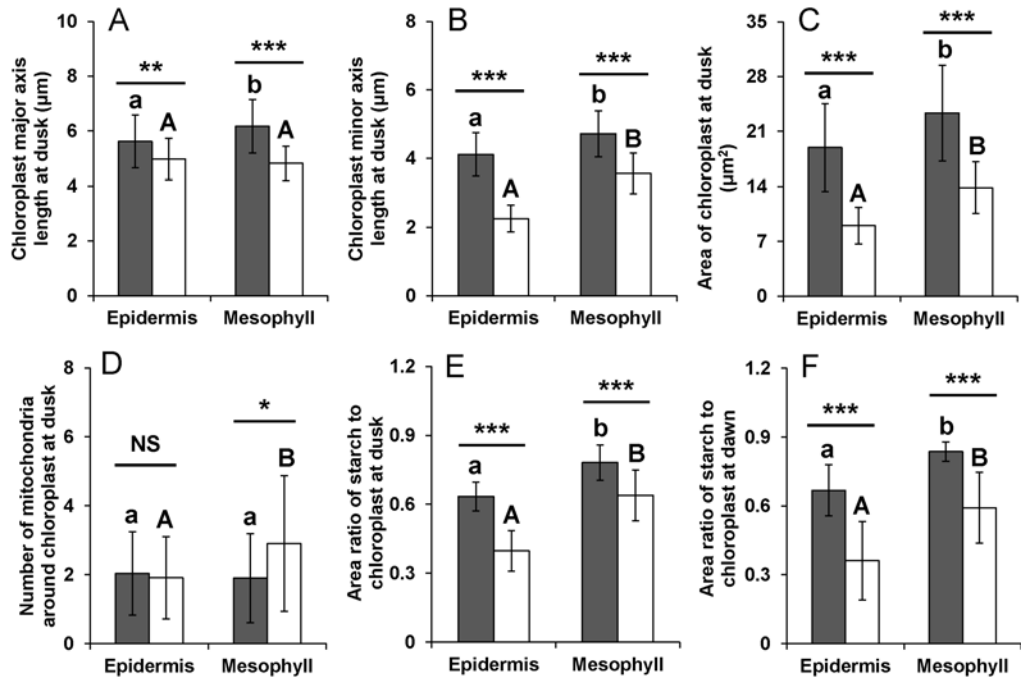 A
Chloroplast major axis
length at dusk (µm)
10
8
6
4
2
0
**
***
a
A
b
A
Epidermis
Mesophyll
B
Chloroplast minor axis
length at dusk (µm)
8
6
4
2
0
***
***
a
A
b
B
Epidermis
Mesophyll
C
Area of chloroplast at dusk
(µm²)
35
28
21
14
7
0
***
***
a
A
b
B
Epidermis
Mesophyll
D
Number of mitochondria
around chloroplast at dusk
8
6
4
2
0
NS
*
a
A
a
B
Epidermis
Mesophyll
E
Area ratio of starch to
chloroplast at dusk
1.2
0.9
0.6
0.3
0
***
***
a
A
b
B
Epidermis
Mesophyll
F
Area ratio of starch to
chloroplast at dawn
1.2
0.9
0.6
0.3
0
***
***
a
A
b
B
Epidermis
Mesophyll